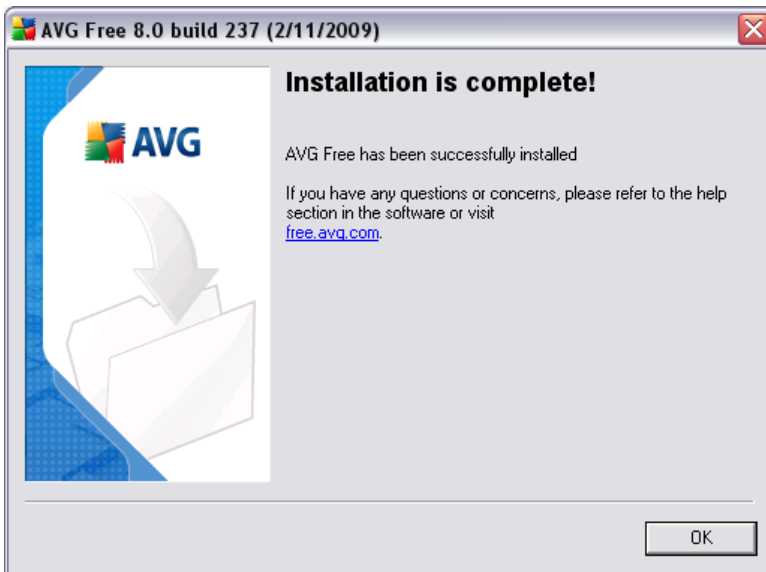 AVG Free 8.0 build 237 (2/11/2009)
AVG
Installation is complete!
AVG Free has been successfully installed
If you have any questions or concerns, please refer to the help
section in the software or visit
free.avg.com.
OK